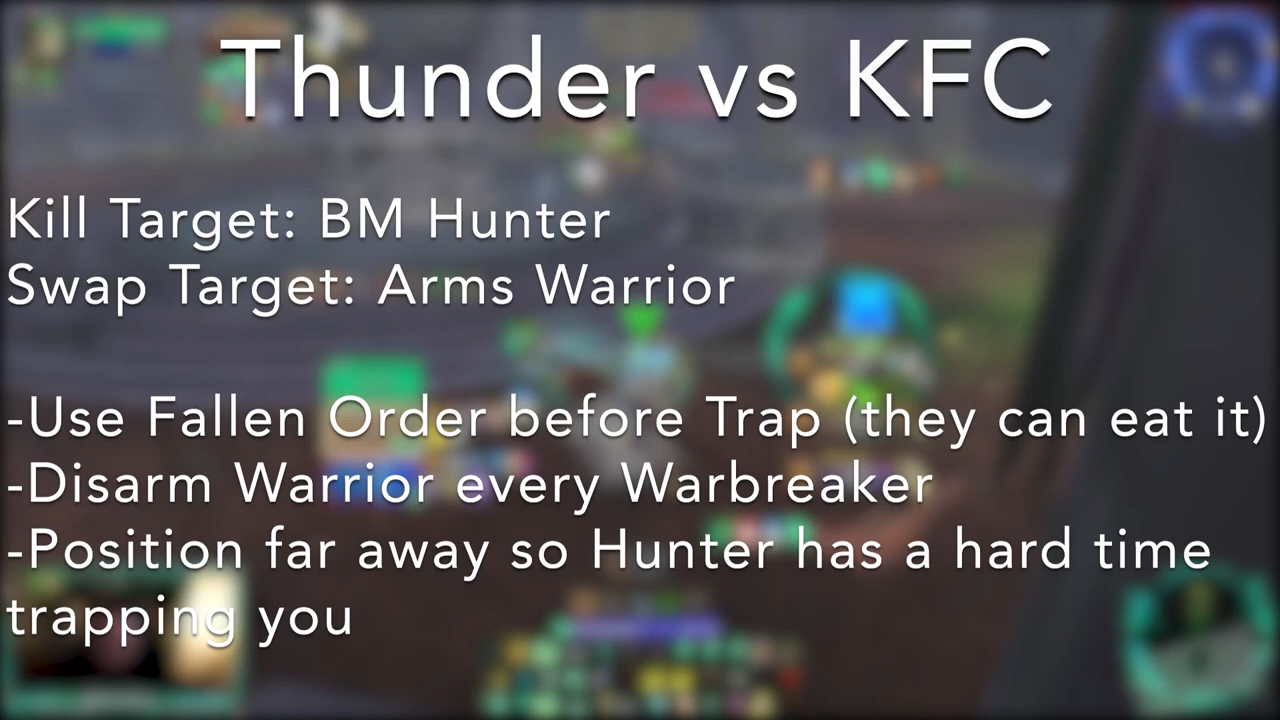 Thunder vs KFC
Kill Target: BM Hunter
Swap Target: Arms Warrior
-Use Fallen Order before Trap (they can eat it)
-Disarm Warrior every Warbreaker
-Position far away so Hunter has a hard time
trapping you